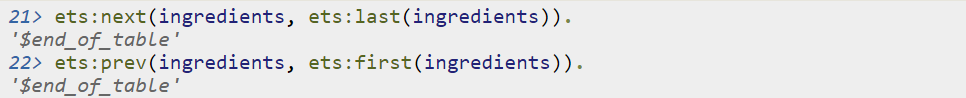 21> ets:next(ingredients, ets:last(ingredients)).
'$end_of_table'
22> ets:prev(ingredients, ets:first(ingredients)).
'$end_of_table'